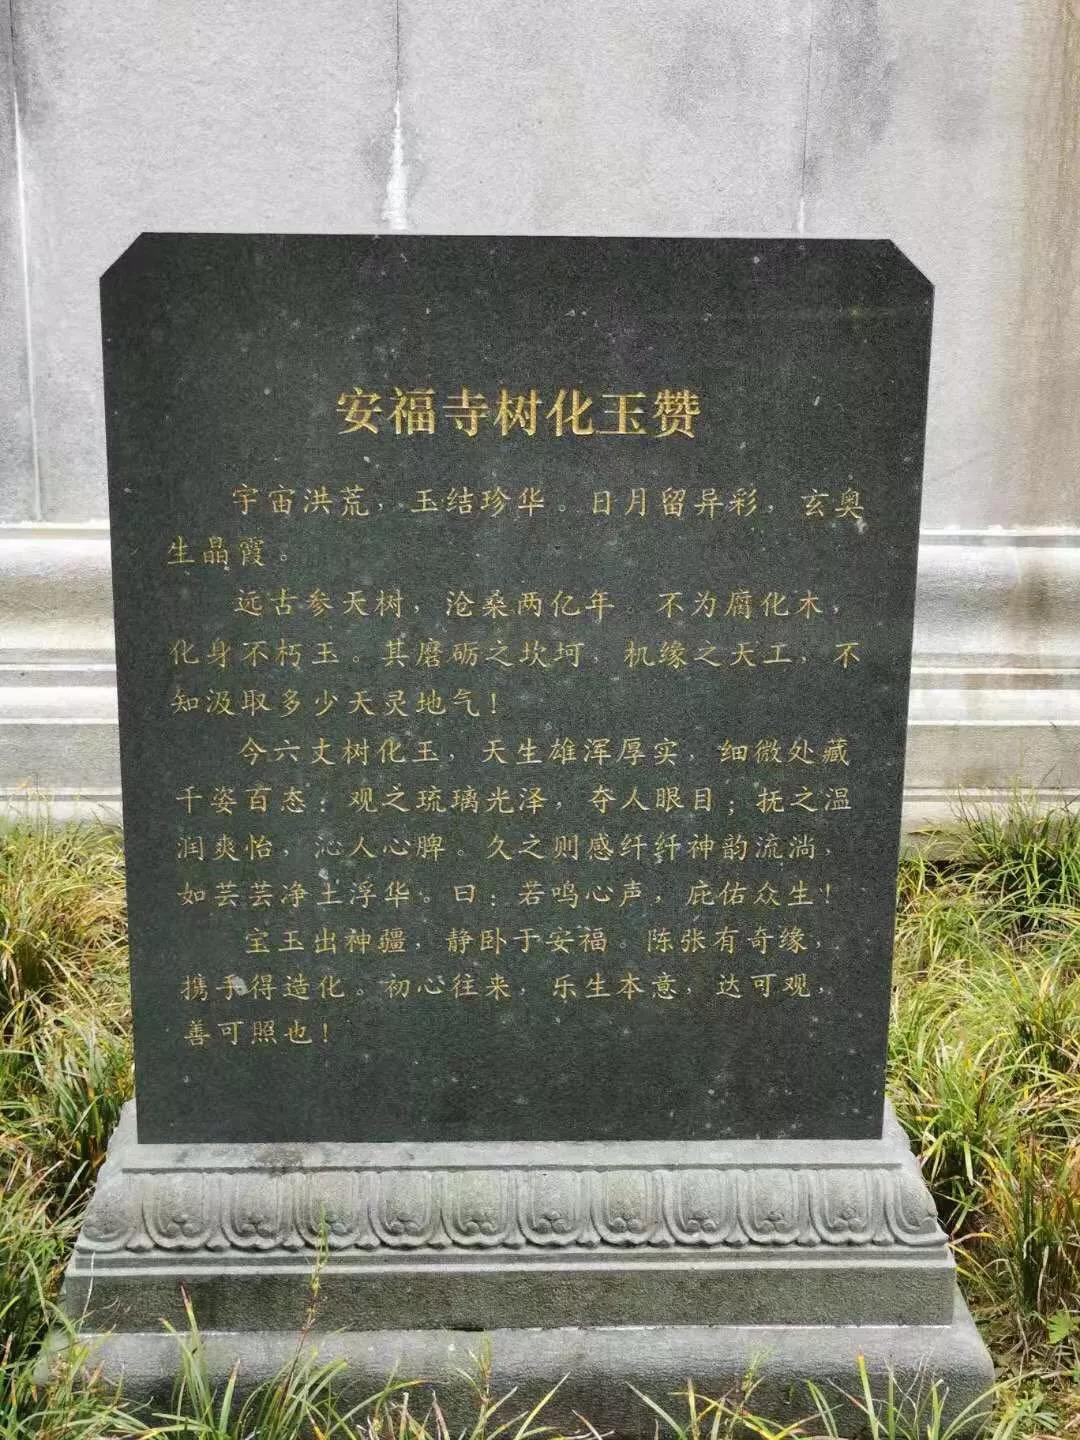 安福寺树化玉赞
宇宙洪荒，玉结珍华。日月留异彩，玄奥
生晶霞。
远古参天树，沧桑两亿年。不为腐化木，
化身不朽玉。其磨砺之坎坷，机缘之天工，不
知汲取多少天灵地气！
今六丈树化玉，天生雄浑厚实，细微处藏
千姿百态；观之琉璃光泽，夺人眼目；抚之温
润爽怡，沁人心脾。久之则感纤纤神韵流淌，
如芸芸净土浮华。曰：若鸣心声，庇佑众生！
宝玉出神疆，静卧于安福。陈张有奇缘，
携手得造化。初心往来，乐生本意，达可观，
善可照也！